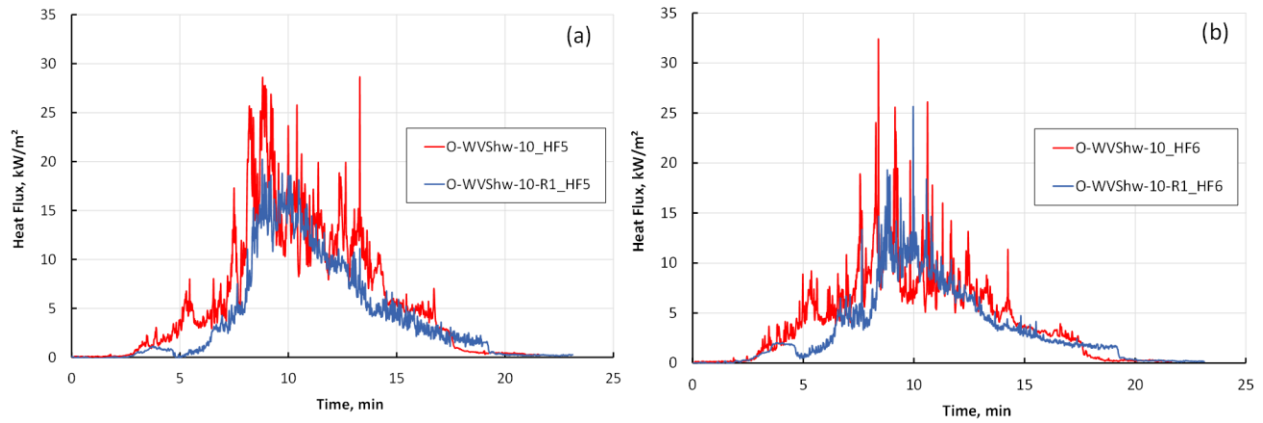 (a)
Heat Flux, kW/m²
35
30
25
20
15
10
5
0
O-WVShw-10_HF5
O-WVShw-10-R1_HF5
0 5 10 15 20 25
Time, min
(b)
Heat Flux, kW/m²
35
30
25
20
15
10
5
0
O-WVShw-10_HF6
O-WVShw-10-R1_HF6
0 5 10 15 20 25
Time, min